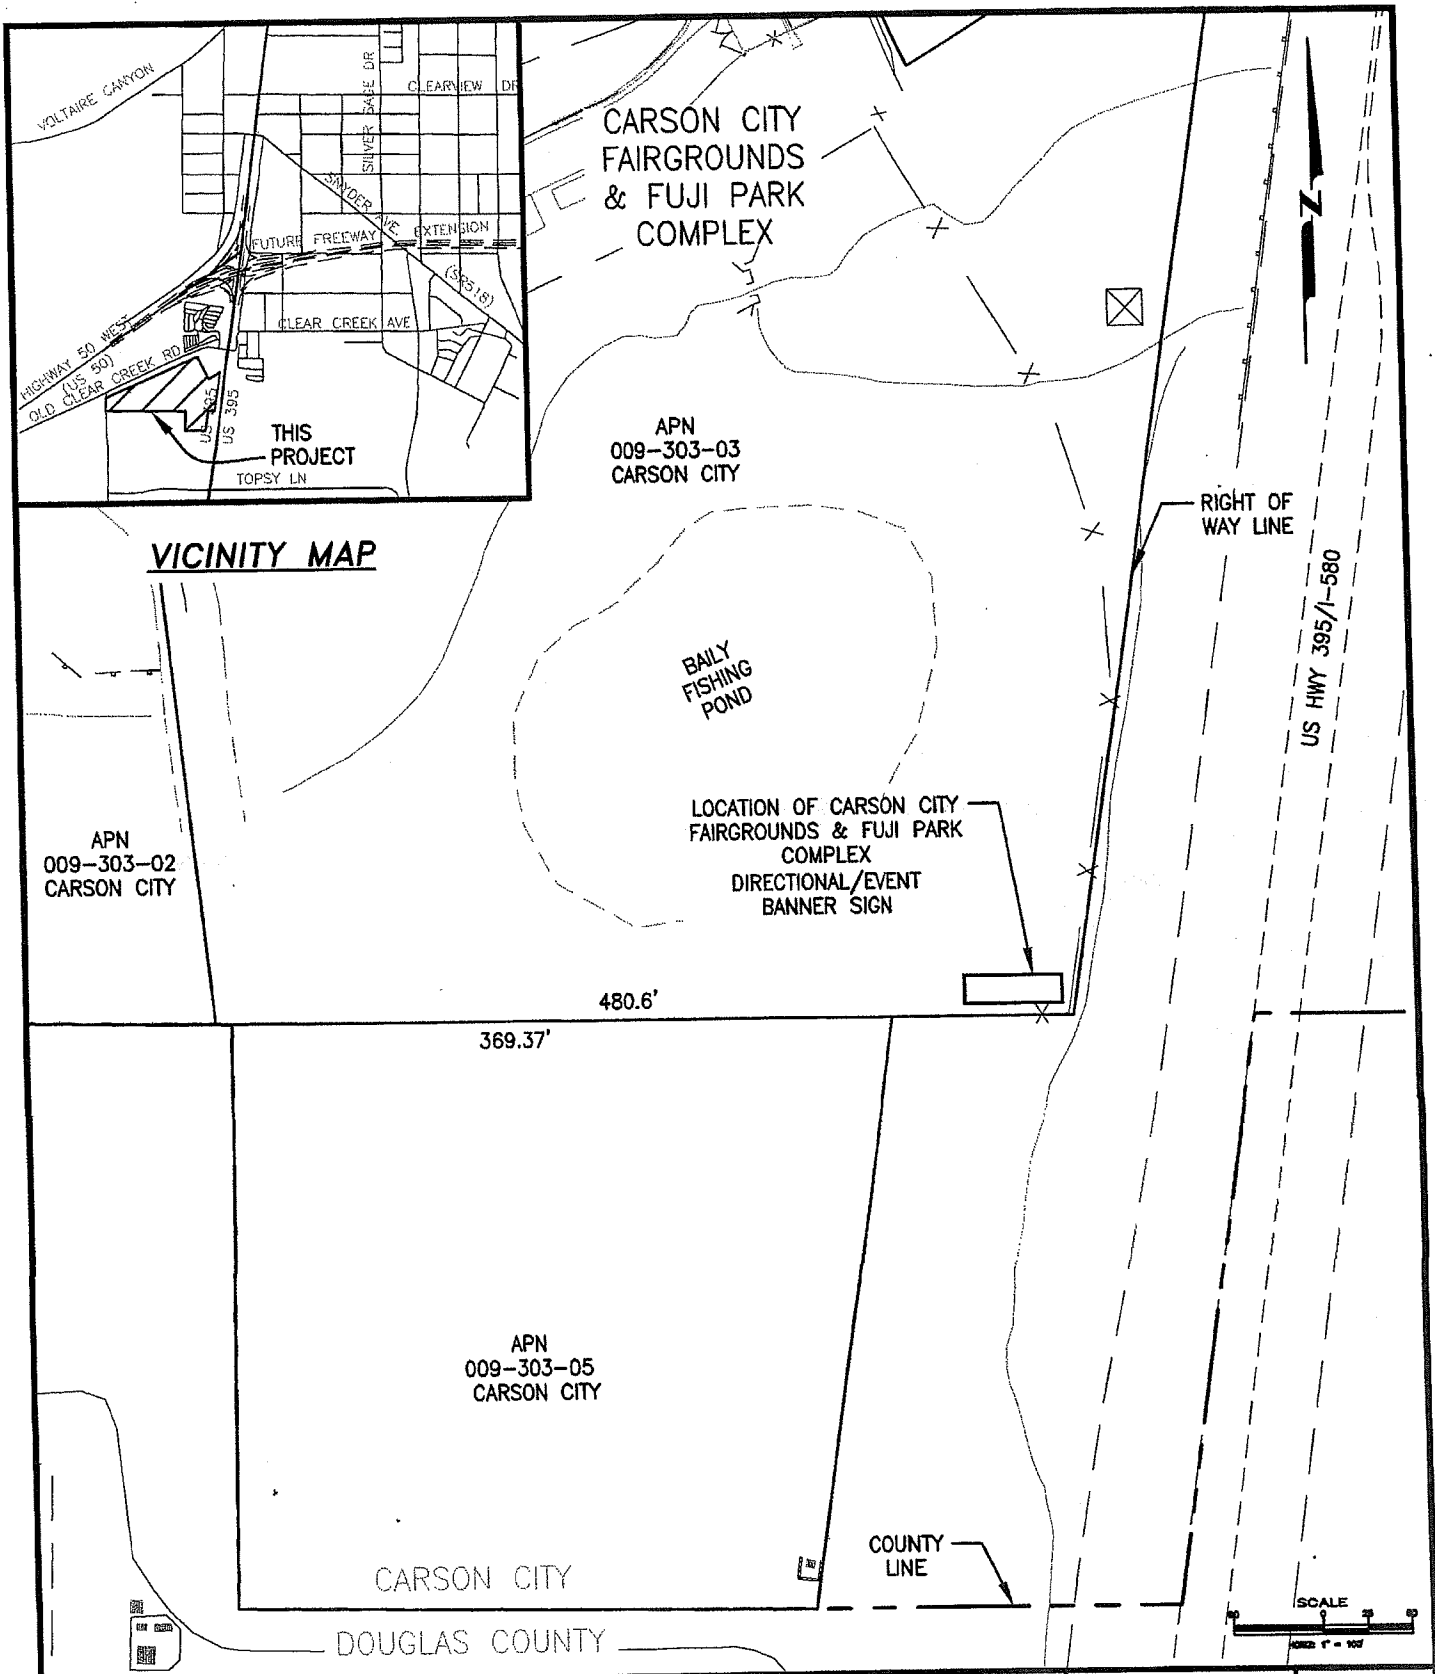 VOLTAIRE CANYON
CLEARVIEW DR
SILVER SAGE DR
SNYDER AVE
FUTURE FREEWAY EXTENSION
(SR518)
CLEAR CREEK AVE
HIGHWAY 50 WEST
(US 50)
OLD CLEAR CREEK RD
US 395
US 395
THIS
PROJECT
TOPSY LN
VICINITY MAP
CARSON CITY
FAIRGROUNDS
& FUJI PARK
COMPLEX
N
APN
009-303-03
CARSON CITY
RIGHT OF
WAY LINE
US HWY 395/I-580
BAILY
FISHING
POND
LOCATION OF CARSON CITY
FAIRGROUNDS & FUJI PARK
COMPLEX
DIRECTIONAL/EVENT
BANNER SIGN
APN
009-303-02
CARSON CITY
480.6'
369.37'
APN
009-303-05
CARSON CITY
COUNTY
LINE
CARSON CITY
DOUGLAS COUNTY
SCALE
0
1" = 100'